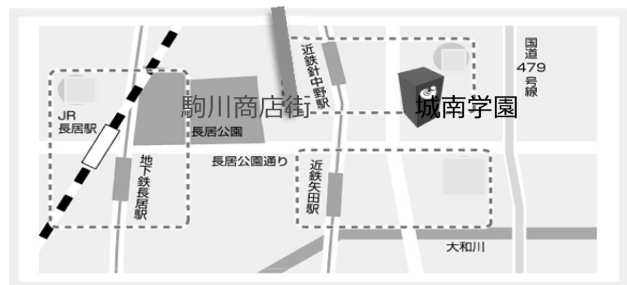 近鉄針中野駅
国道
479
号線
駒川商店街
城南学園
JR
長居駅
長居公園
長居公園通り
地下鉄長居駅
近鉄矢田駅
大和川